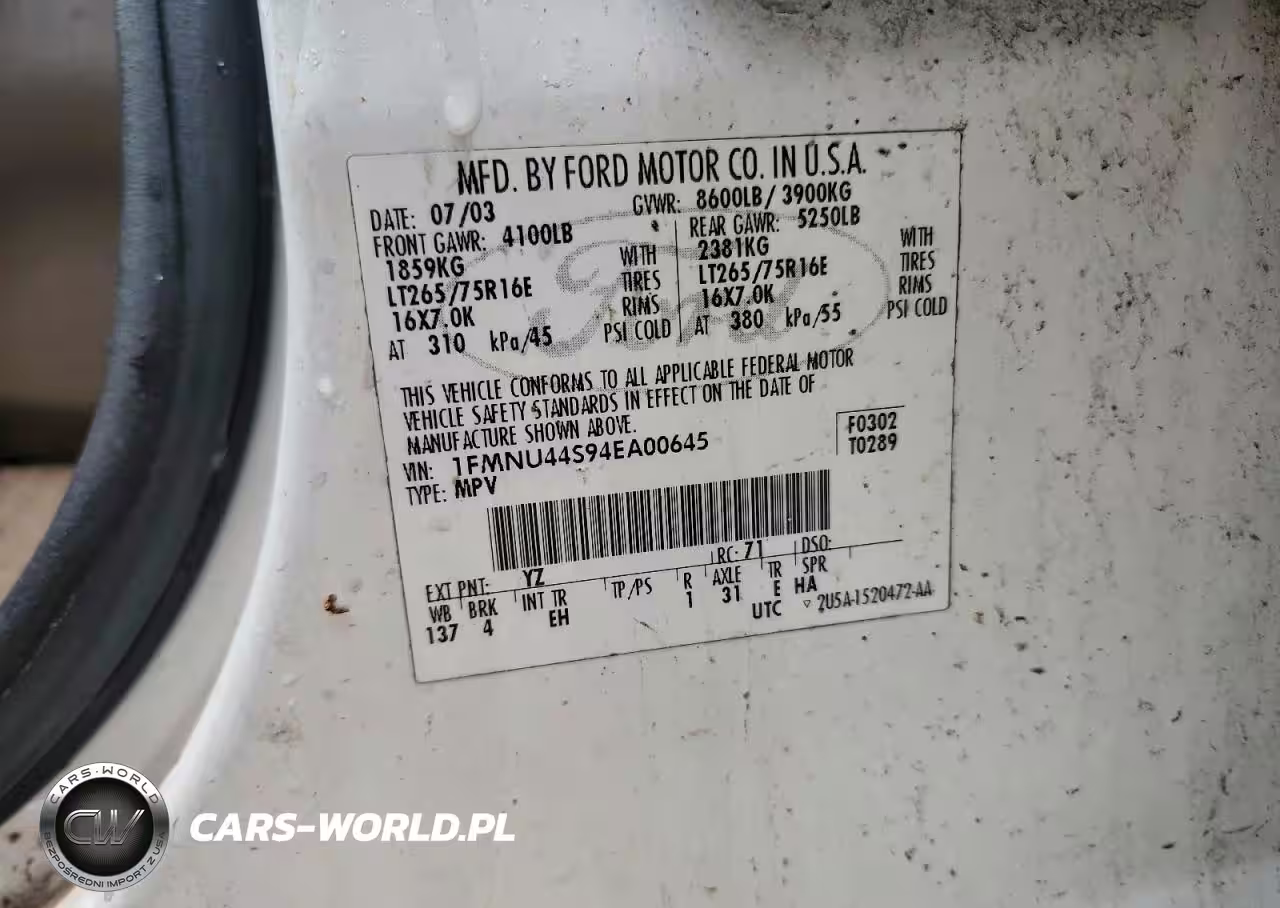 MFD. BY FORD MOTOR CO. IN U.S.A.
DATE: 07/03 GVWR: 8600LB/ 3900KG
FRONT GAWR: 4100LB REAR GAWR: 5250LB
1859KG WITH 2381KG WITH
LT265/75R16E TIRES LT265/75R16E TIRES
16X7.0K RIMS 16X7.0K RIMS
AT 310 kPa/45 PSI COLD AT 380 kPa/55 PSI COLD
Ford
THIS VEHICLE CONFORMS TO ALL APPLICABLE FEDERAL MOTOR
VEHICLE SAFETY STANDARDS IN EFFECT ON THE DATE OF
MANUFACTURE SHOWN ABOVE.
VIN: 1FMNU44S94EA00645 F0302
TYPE: MPV T0289
EXT PNT: YZ RC: 71 DSO:
WB BRK INT TR TP/PS R AXLE TR SPR
137 4 EH 1 31 E HA
UTC ▿ 2U5A-1520472-AA
CARS-WORLD
CW
BEZPOŚREDNI IMPORT Z USA
CARS-WORLD.PL